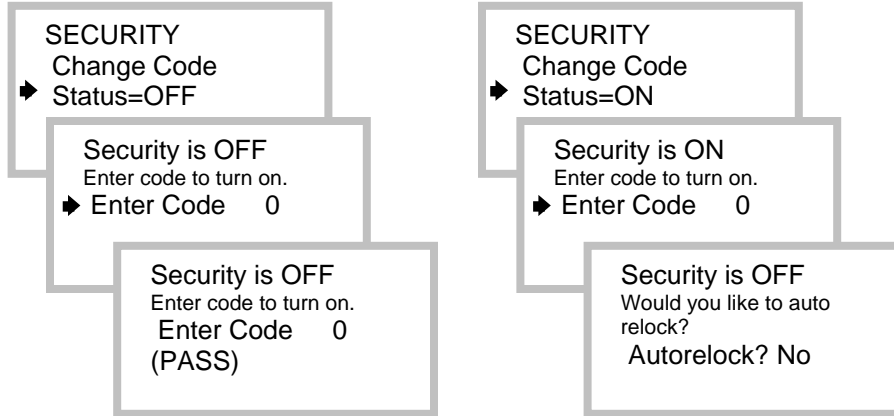 SECURITY
Change Code
Status=OFF
Security is OFF
Enter code to turn on.
Enter Code 0
Security is OFF
Enter code to turn on.
Enter Code 0
(PASS)
SECURITY
Change Code
Status=ON
Security is ON
Enter code to turn on.
Enter Code 0
Security is OFF
Would you like to auto
relock?
Autorelock? No